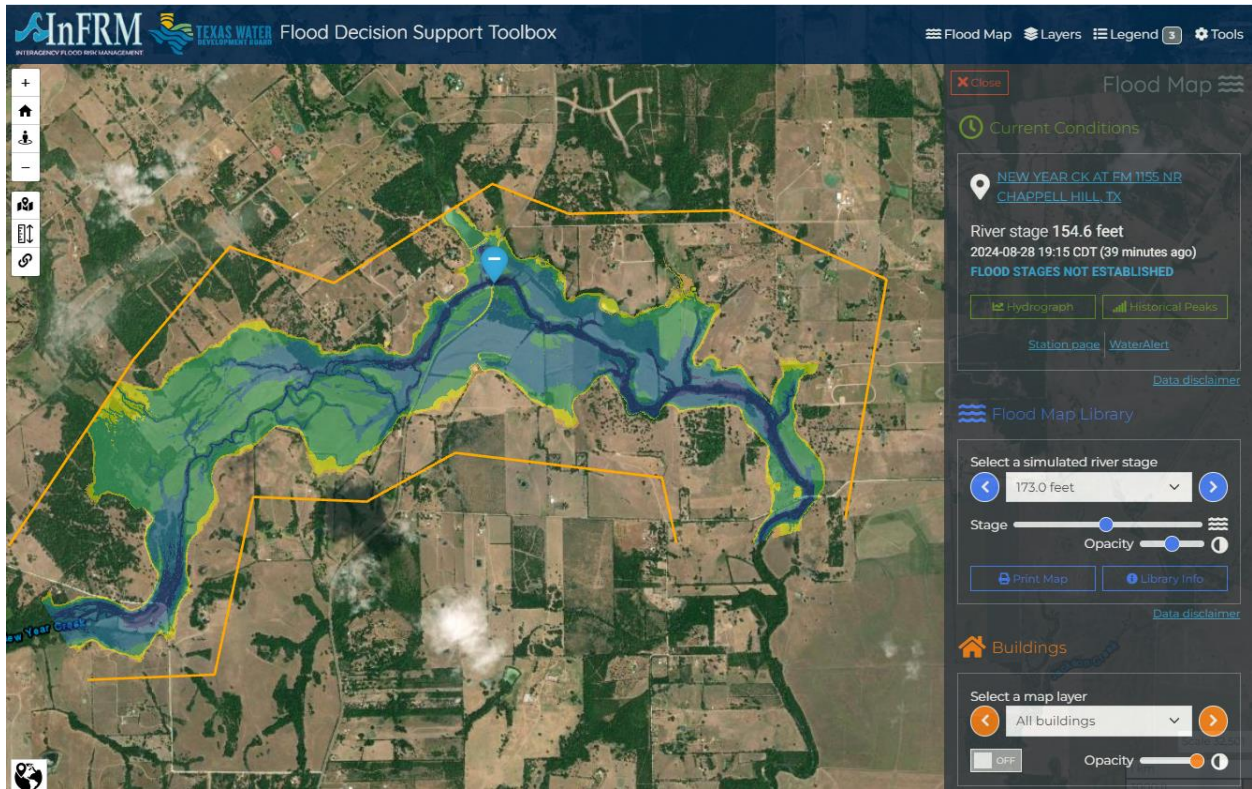 InFRM
INTERAGENCY FLOOD RISK MANAGEMENT
TEXAS WATER
DEVELOPMENT BOARD
Flood Decision Support Toolbox
Flood Map Layers Legend 3 Tools
Close
Flood Map
Current Conditions
NEW YEAR CK AT FM 1155 NR
CHAPPELL HILL, TX
River stage 154.6 feet
2024-08-28 19:15 CDT (39 minutes ago)
FLOOD STAGES NOT ESTABLISHED
Hydrograph Historical Peaks
Station page WaterAlert
Data disclaimer
Flood Map Library
Select a simulated river stage
173.0 feet
Stage
Opacity
Print Map Library Info
Data disclaimer
Buildings
Select a map layer
All buildings
OFF Opacity
New Year Creek